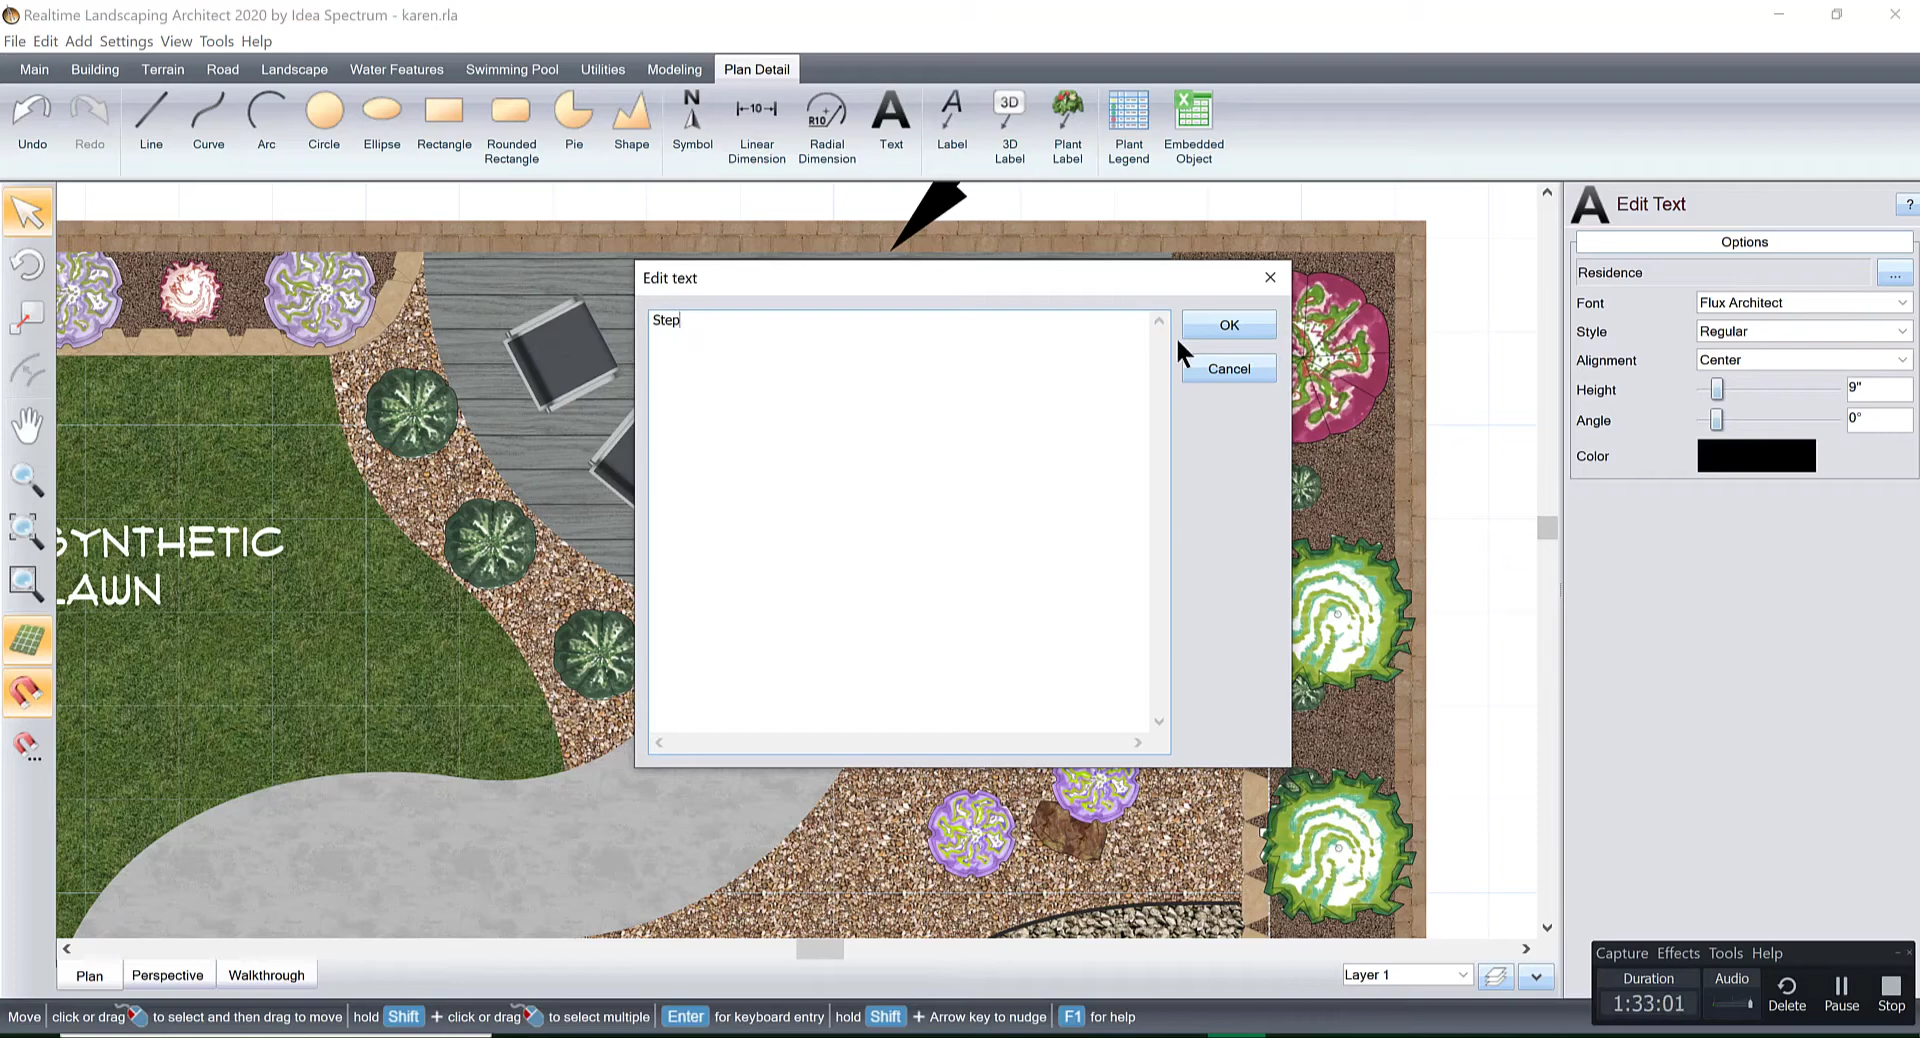 Realtime Landscaping Architect 2020 by Idea Spectrum - karen.rla
File Edit Add Settings View Tools Help
Main Building Terrain Road Landscape Water Features Swimming Pool Utilities Modeling Plan Detail
N 10 R10 A A 3D
Undo Redo Line Curve Arc Circle Ellipse Rectangle Rounded Rectangle Pie Shape Symbol Linear Dimension Radial Dimension Text Label 3D Label Plant Label Plant Legend Embedded Object
A Edit Text ?
Options
Residence ...
Font Flux Architect
Style Regular
Alignment Center
Height 9"
Angle 0°
Color
Edit text
Step
OK
Cancel
SYNTHETIC
LAWN
Plan Perspective Walkthrough
Layer 1
Capture Effects Tools Help
Duration Audio
1:33:01 Delete Pause Stop
Move click or drag to select and then drag to move hold Shift + click or drag to select multiple Enter for keyboard entry hold Shift + Arrow key to nudge F1 for help